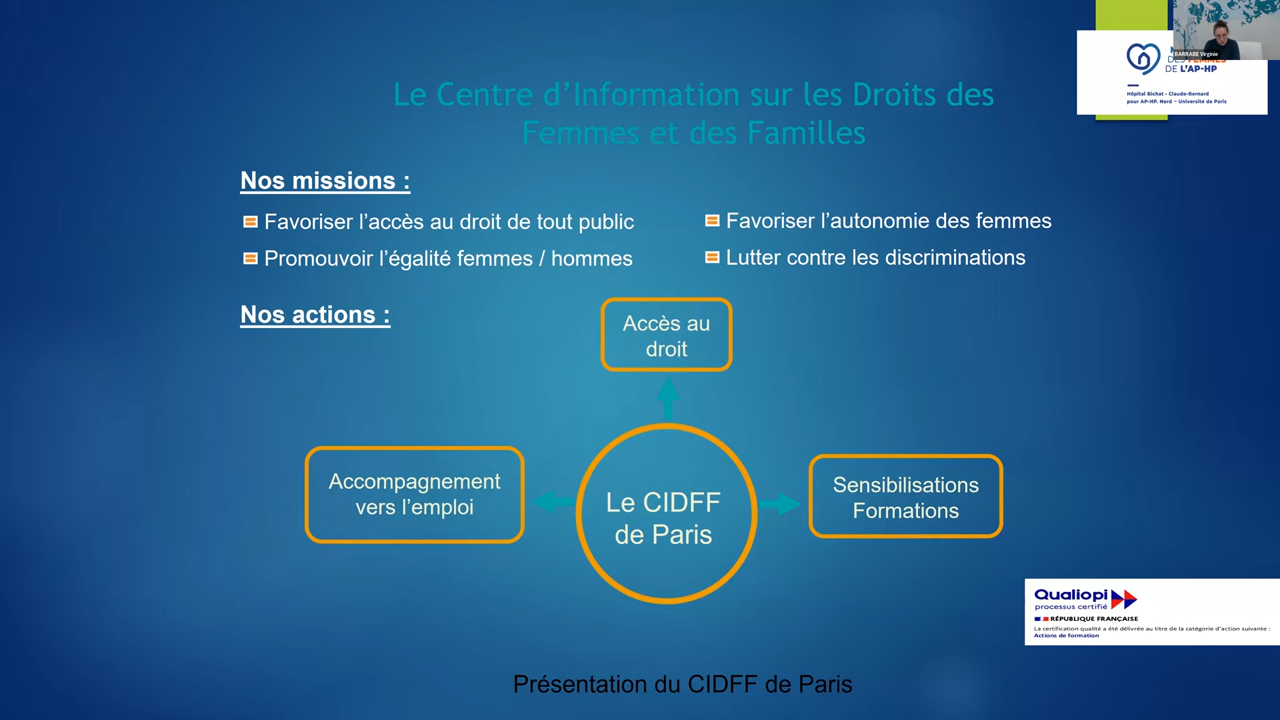 BARRABE Virginie
DES FEMMES
DE L'AP-HP
Hôpital Bichat - Claude-Bernard
pour AP-HP. Nord – Université de Paris
Le Centre d'Information sur les Droits des
Femmes et des Familles
Nos missions :
Favoriser l'accès au droit de tout public
Promouvoir l'égalité femmes / hommes
Favoriser l'autonomie des femmes
Lutter contre les discriminations
Nos actions :
Accès au
droit
Accompagnement
vers l'emploi
Le CIDFF
de Paris
Sensibilisations
Formations
Qualiopi
processus certifié
RÉPUBLIQUE FRANÇAISE
La certification qualité a été délivrée au titre de la catégorie d'action suivante :
Actions de formation
Présentation du CIDFF de Paris